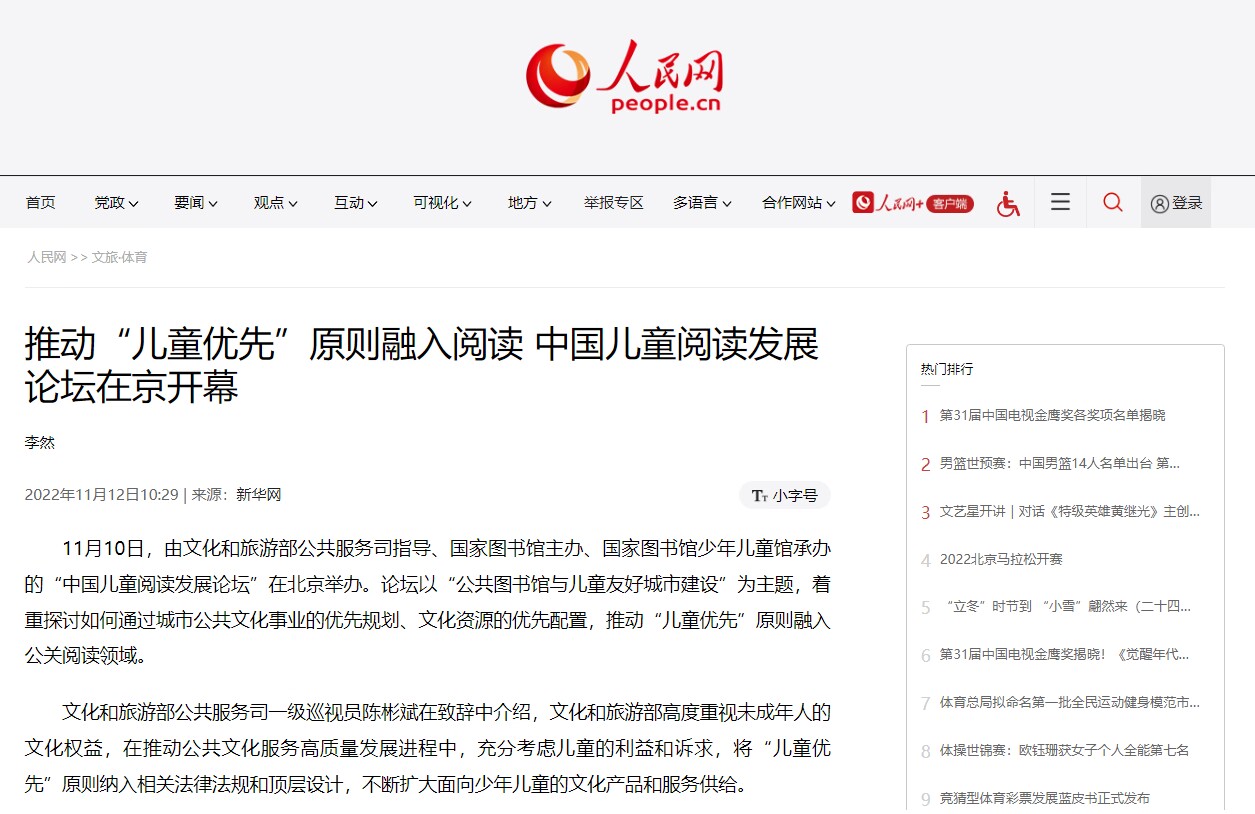 人民网
people.cn
首页 党政 要闻 观点 互动 可视化 地方 举报专区 多语言 合作网站 人民网+ 客户端 登录
人民网 >> 文旅·体育
推动“儿童优先”原则融入阅读 中国儿童阅读发展
论坛在京开幕
李然
2022年11月12日10:29 | 来源：新华网
TT 小字号
11月10日，由文化和旅游部公共服务司指导、国家图书馆主办、国家图书馆少年儿童馆承办
的“中国儿童阅读发展论坛”在北京举办。论坛以“公共图书馆与儿童友好城市建设”为主题，着
重探讨如何通过城市公共文化事业的优先规划、文化资源的优先配置，推动“儿童优先”原则融入
公关阅读领域。
文化和旅游部公共服务司一级巡视员陈彬斌在致辞中介绍，文化和旅游部高度重视未成年人的
文化权益，在推动公共文化服务高质量发展进程中，充分考虑儿童的利益和诉求，将“儿童优
先”原则纳入相关法律法规和顶层设计，不断扩大面向少年儿童的文化产品和服务供给。
热门排行
1 第31届中国电视金鹰奖各奖项名单揭晓
2 男篮世预赛：中国男篮14人名单出台 第...
3 文艺星开讲 | 对话《特级英雄黄继光》主创...
4 2022北京马拉松开赛
5 “立冬”时节到 “小雪”翩然来（二十四...
6 第31届中国电视金鹰奖揭晓！《觉醒年代...
7 体育总局拟命名第一批全民运动健身模范市...
8 体操世锦赛：欧钰珊获女子个人全能第七名
9 竞猜型体育彩票发展蓝皮书正式发布